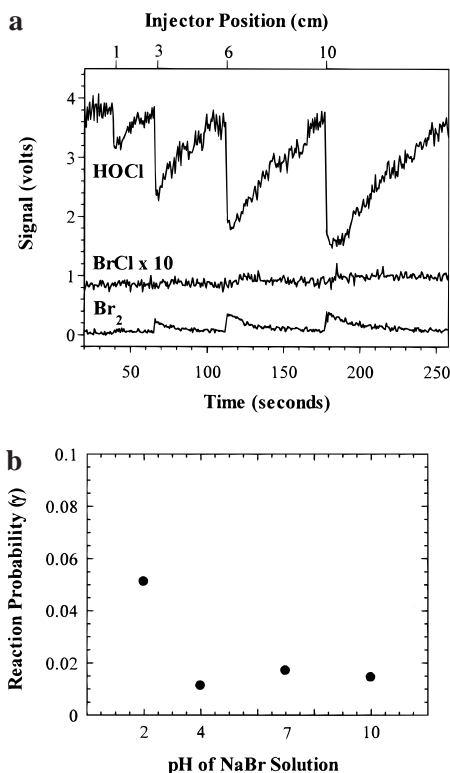 a
Injector Position (cm)
1 3 6 10
4
3
2
1
0
Signal (volts)
HOCl
BrCl x 10
Br2
50 100 150 200 250
Time (seconds)
b
0.1
0.08
0.06
0.04
0.02
0
Reaction Probability (γ)
2 4 7 10
pH of NaBr Solution